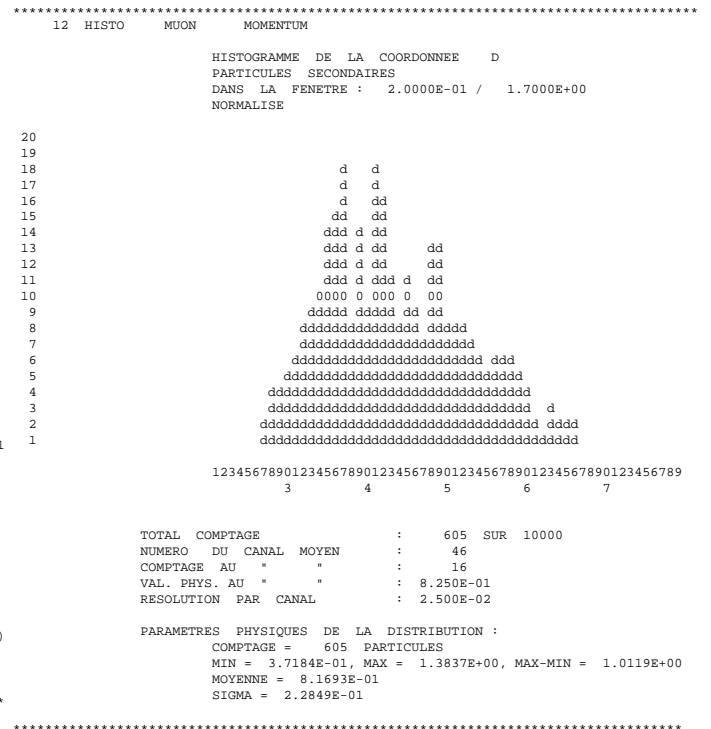 **************************************************************************************
12 HISTO MUON MOMENTUM
HISTOGRAMME DE LA COORDONNEE D
PARTICULES SECONDAIRES
DANS LA FENETRE : 2.0000E-01 / 1.7000E+00
NORMALISE
20
19
18 d d
17 d d
16 d dd
15 dd dd
14 ddd d dd
13 ddd d dd dd
12 ddd d dd dd
11 ddd d ddd d dd
10 0000 0 000 0 00
9 ddddd ddddd dd dd
8 ddddddddddddddd ddddd
7 dddddddddddddddddddddd
6 dddddddddddddddddddddddd ddd
5 dddddddddddddddddddddddddddddd
4 ddddddddddddddddddddddddddddddddd
3 ddddddddddddddddddddddddddddddddd d
2 ddddddddddddddddddddddddddddddddddd dddd
1 dddddddddddddddddddddddddddddddddddddddd
12345678901234567890123456789012345678901234567890123456789
3 4 5 6 7
TOTAL COMPTAGE : 605 SUR 10000
NUMERO DU CANAL MOYEN : 46
COMPTAGE AU " " : 16
VAL. PHYS. AU " " : 8.250E-01
RESOLUTION PAR CANAL : 2.500E-02
PARAMETRES PHYSIQUES DE LA DISTRIBUTION :
COMPTAGE = 605 PARTICULES
MIN = 3.7184E-01, MAX = 1.3837E+00, MAX-MIN = 1.0119E+00
MOYENNE = 8.1693E-01
SIGMA = 2.2849E-01
************************************************************************************